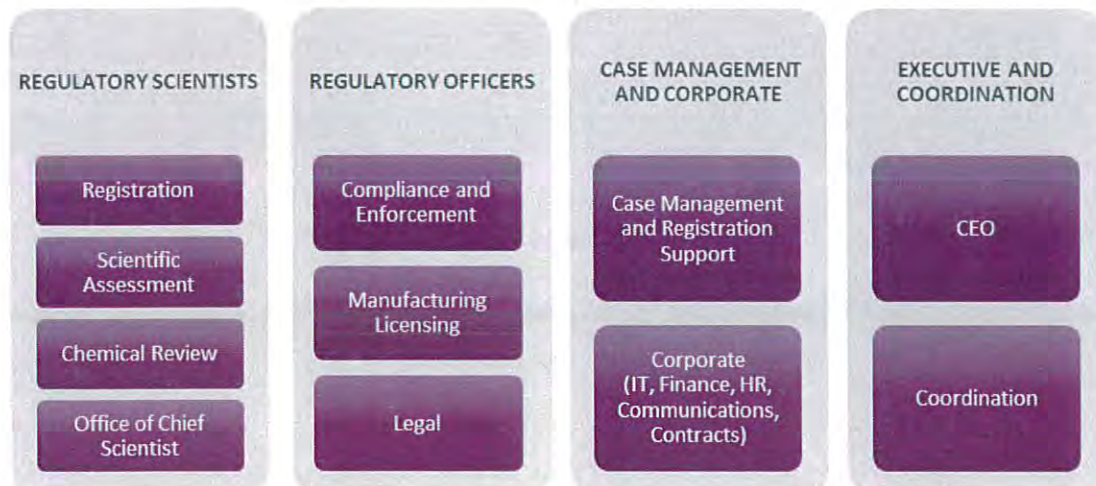 REGULATORY SCIENTISTS
Registration
Scientific
Assessment
Chemical Review
Office of Chief
Scientist
REGULATORY OFFICERS
Compliance and
Enforcement
Manufacturing
Licensing
Legal
CASE MANAGEMENT
AND CORPORATE
Case Management
and Registration
Support
Corporate
(IT, Finance, HR,
Communications,
Contracts)
EXECUTIVE AND
COORDINATION
CEO
Coordination